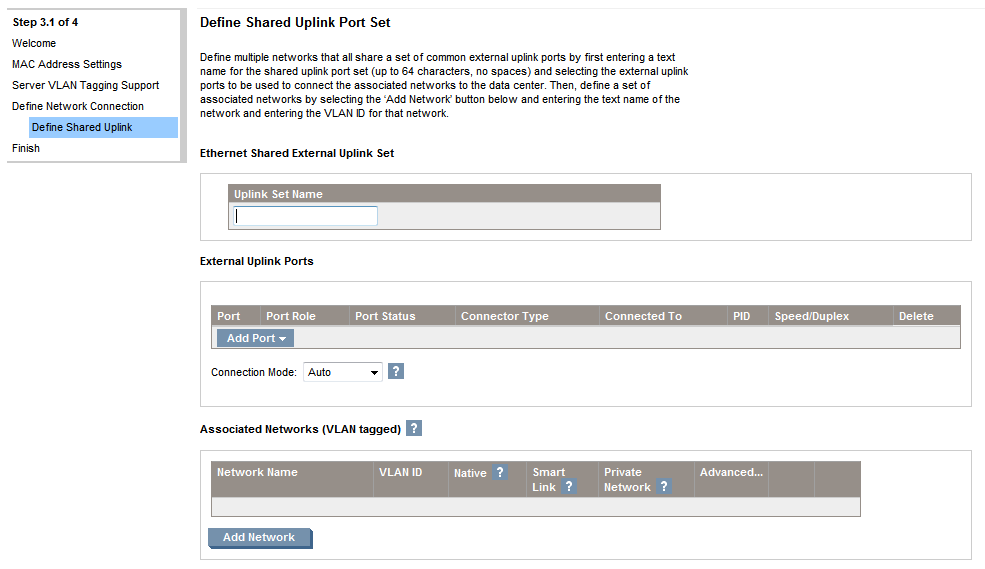 Step 3.1 of 4
Welcome
MAC Address Settings
Server VLAN Tagging Support
Define Network Connection
Define Shared Uplink
Finish
Define Shared Uplink Port Set
Define multiple networks that all share a set of common external uplink ports by first entering a text
name for the shared uplink port set (up to 64 characters, no spaces) and selecting the external uplink
ports to be used to connect the associated networks to the data center. Then, define a set of
associated networks by selecting the 'Add Network' button below and entering the text name of the
network and entering the VLAN ID for that network.
Ethernet Shared External Uplink Set
Uplink Set Name
External Uplink Ports
Port Port Role Port Status Connector Type Connected To PID Speed/Duplex Delete
Add Port
Connection Mode: Auto ?
Associated Networks (VLAN tagged) ?
Network Name VLAN ID Native ? Smart Link ? Private Network ? Advanced...
Add Network